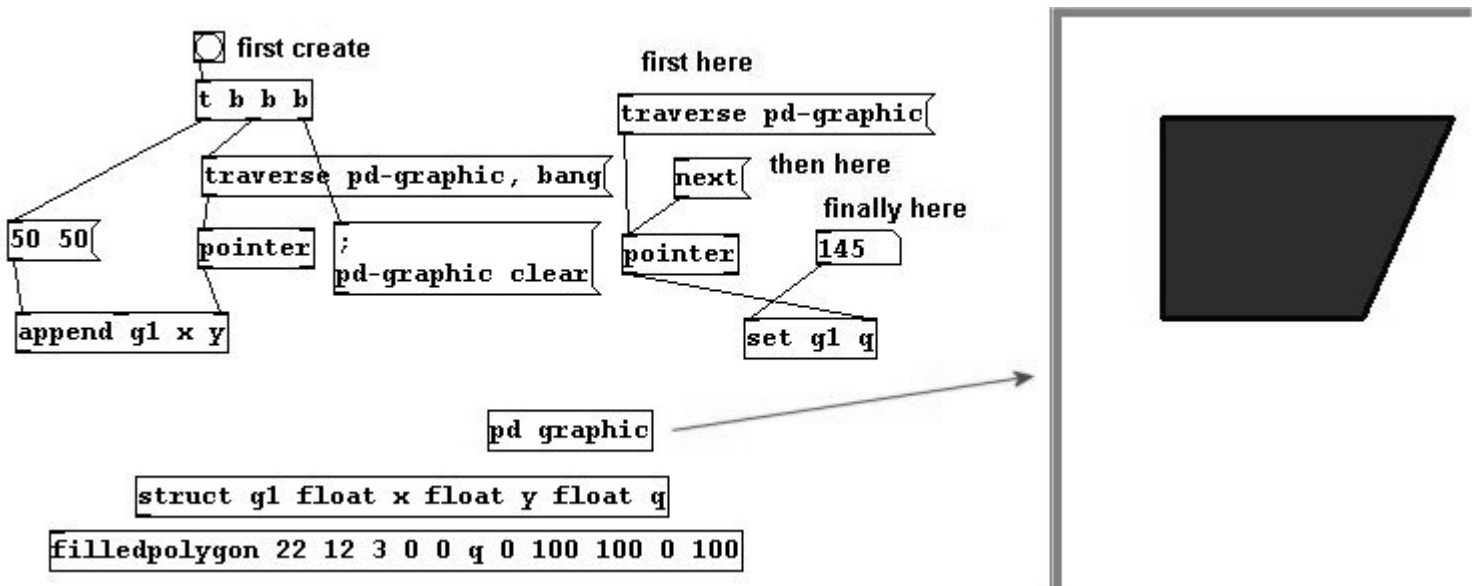 first create
t b b b
traverse pd-graphic, bang
50 50
pointer
;
pd-graphic clear
append g1 x y
first here
traverse pd-graphic
next
then here
finally here
pointer
145
set g1 q
pd graphic
struct g1 float x float y float q
filledpolygon 22 12 3 0 0 q 0 100 100 0 100